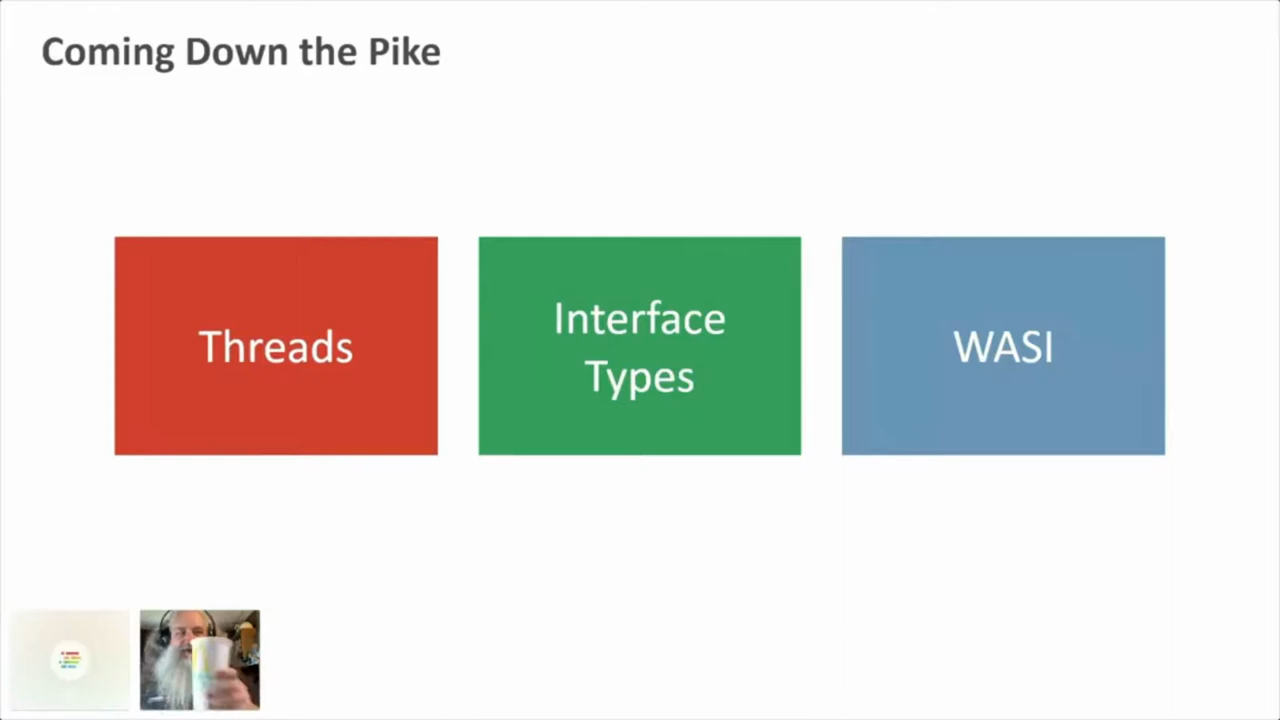 Coming Down the Pike
Threads
Interface
Types
WASI